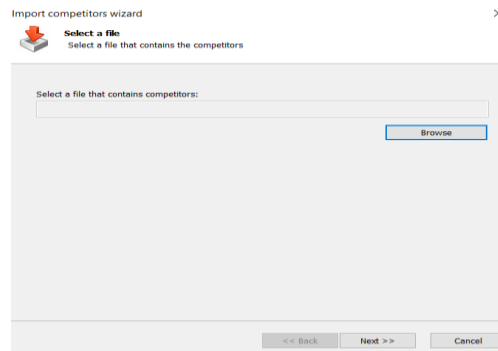 Import competitors wizard
Select a file
Select a file that contains the competitors
Select a file that contains competitors:
Browse
<< Back Next >> Cancel